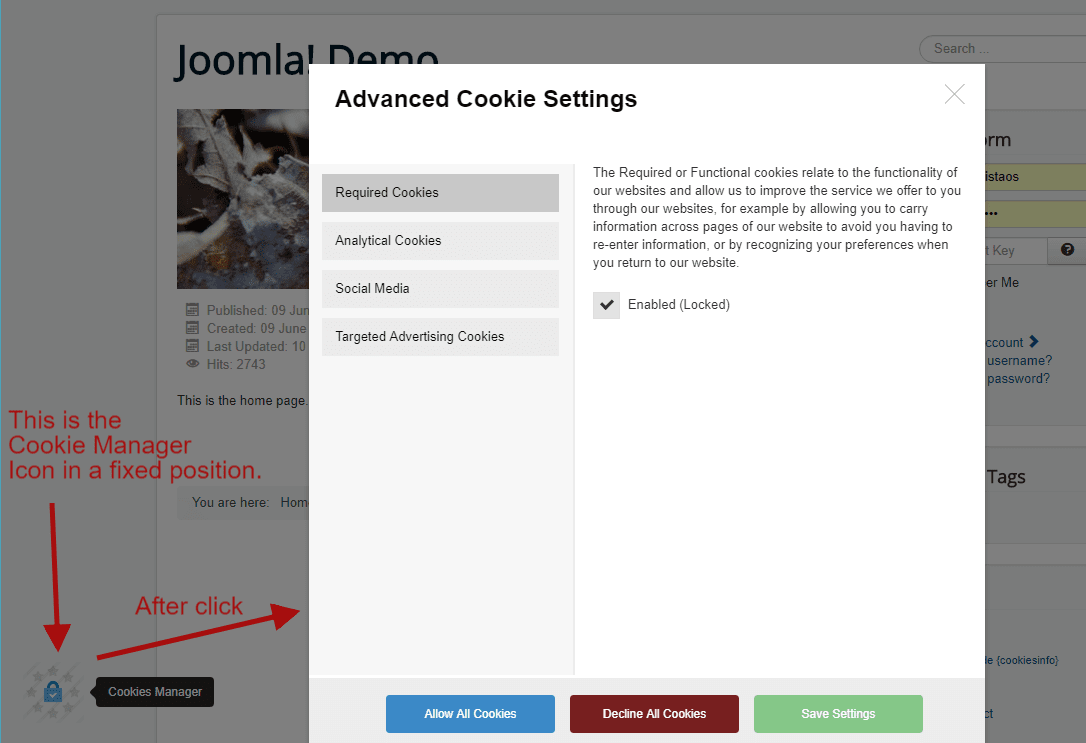 Joomla! Demo
Search ...
Advanced Cookie Settings
Required Cookies
Analytical Cookies
Social Media
Targeted Advertising Cookies
The Required or Functional cookies relate to the functionality of
our websites and allow us to improve the service we offer to you
through our websites, for example by allowing you to carry
information across pages of our website to avoid you having to
re-enter information, or by recognizing your preferences when
you return to our website.
Enabled (Locked)
Published: 09 Jun
Created: 09 June
Last Updated: 10
Hits: 2743
This is the home page.
You are here: Hom
orm
istaos
t Key
er Me
ccount
username?
password?
Tags
de {cookiesinfo}
ct
This is the
Cookie Manager
Icon in a fixed position.
After click
Cookies Manager
Allow All Cookies
Decline All Cookies
Save Settings